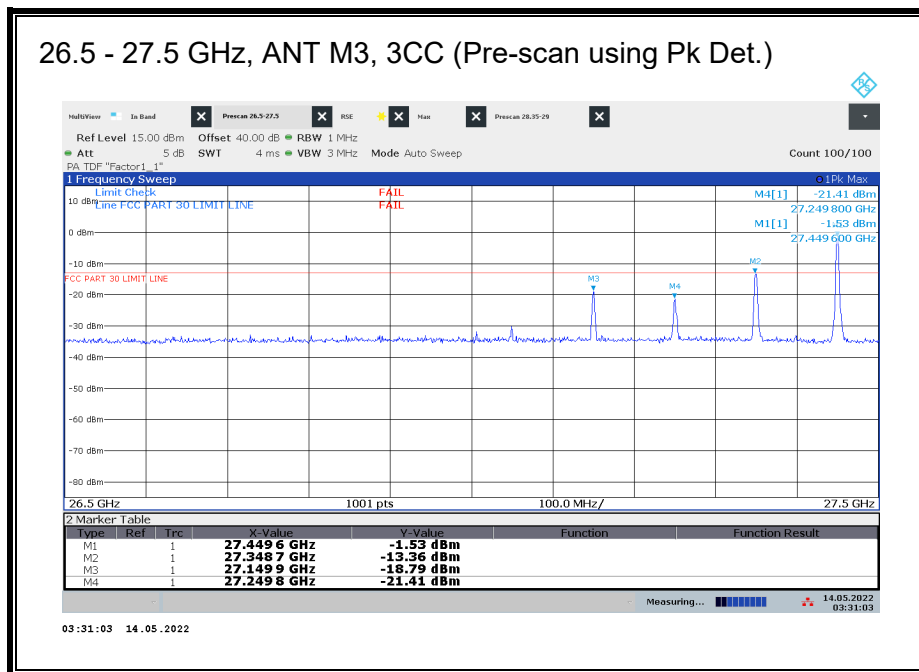 26.5 - 27.5 GHz, ANT M3, 3CC (Pre-scan using Pk Det.)
R&S
MultiView In Band Prescan 26.5-27.5 RSE Max Prescan 28.35-29
Ref Level 15.00 dBm Offset 40.00 dB RBW 1 MHz
Att 5 dB SWT 4 ms VBW 3 MHz Mode Auto Sweep Count 100/100
PA TDF "Factor1_1"
1 Frequency Sweep 1Pk Max
Limit Check FAIL M4[1] -21.41 dBm
10 dBm Line FCC PART 30 LIMIT LINE FAIL 27.249 800 GHz
M1[1] -1.53 dBm
0 dBm 27.449 600 GHz
-10 dBm M2
FCC PART 30 LIMIT LINE M3
M4
-20 dBm
-30 dBm
-40 dBm
-50 dBm
-60 dBm
-70 dBm
-80 dBm
26.5 GHz 1001 pts 100.0 MHz/ 27.5 GHz
2 Marker Table
Type Ref Trc X-Value Y-Value Function Function Result
M1 1 27.449 6 GHz -1.53 dBm
M2 1 27.348 7 GHz -13.36 dBm
M3 1 27.149 9 GHz -18.79 dBm
M4 1 27.249 8 GHz -21.41 dBm
Measuring... 14.05.2022
03:31:03
03:31:03 14.05.2022